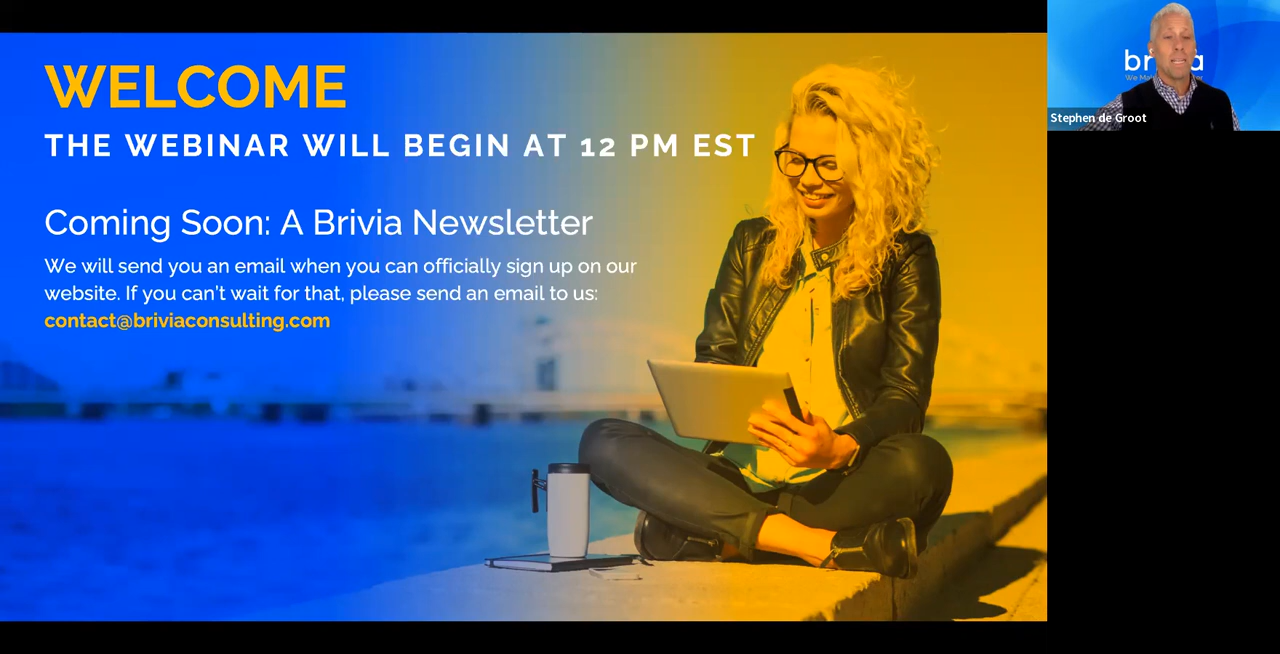 WELCOME
THE WEBINAR WILL BEGIN AT 12 PM EST
Coming Soon: A Brivia Newsletter
We will send you an email when you can officially sign up on our
website. If you can't wait for that, please send an email to us:
contact@briviaconsulting.com
Stephen de Groot